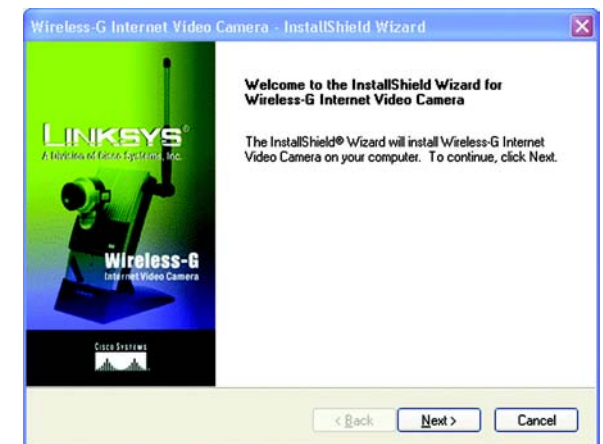 Wireless-G Internet Video Camera - InstallShield Wizard
LINKSYS®
A Division of Cisco Systems, Inc.
Wireless-G
Internet Video Camera
CISCO SYSTEMS
Welcome to the InstallShield Wizard for
Wireless-G Internet Video Camera
The InstallShield® Wizard will install Wireless-G Internet
Video Camera on your computer. To continue, click Next.
< Back
Next >
Cancel